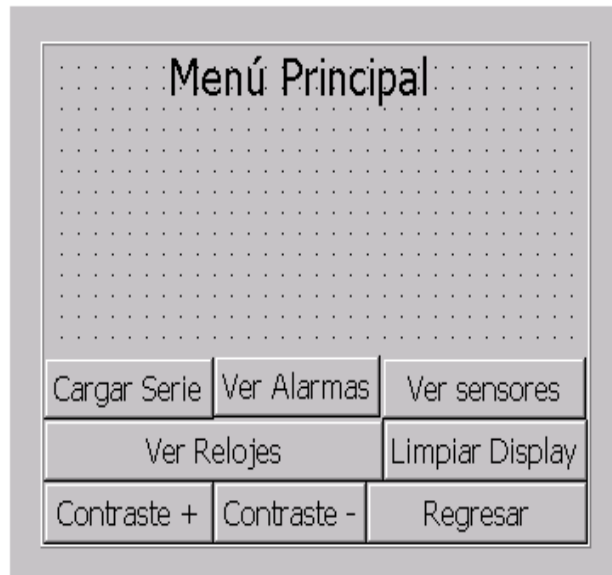 Menú Principal
Cargar Serie Ver Alarmas Ver sensores
Ver Relojes Limpiar Display
Contraste + Contraste - Regresar